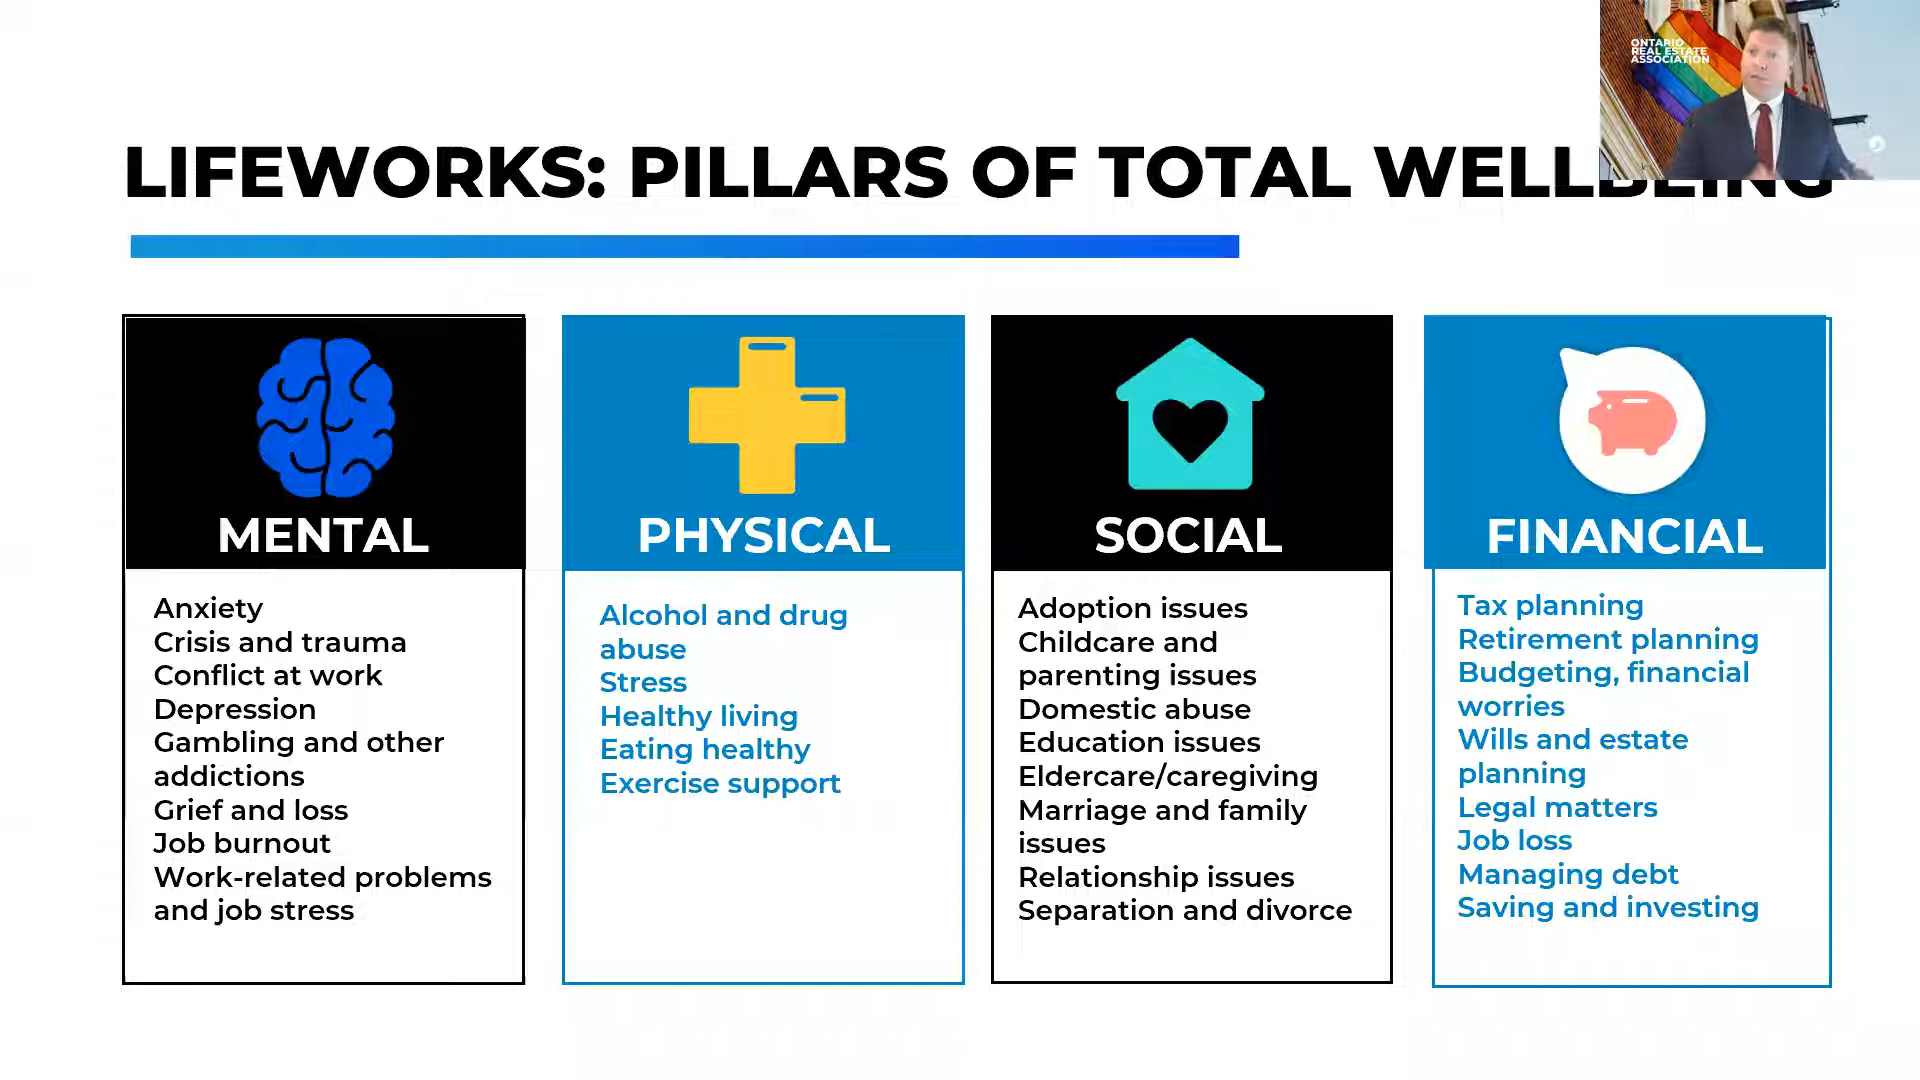 ONTARIO
REAL ESTATE
ASSOCIATION
LIFEWORKS: PILLARS OF TOTAL WELLBEING
MENTAL
Anxiety
Crisis and trauma
Conflict at work
Depression
Gambling and other
addictions
Grief and loss
Job burnout
Work-related problems
and job stress
PHYSICAL
Alcohol and drug
abuse
Stress
Healthy living
Eating healthy
Exercise support
SOCIAL
Adoption issues
Childcare and
parenting issues
Domestic abuse
Education issues
Eldercare/caregiving
Marriage and family
issues
Relationship issues
Separation and divorce
FINANCIAL
Tax planning
Retirement planning
Budgeting, financial
worries
Wills and estate
planning
Legal matters
Job loss
Managing debt
Saving and investing